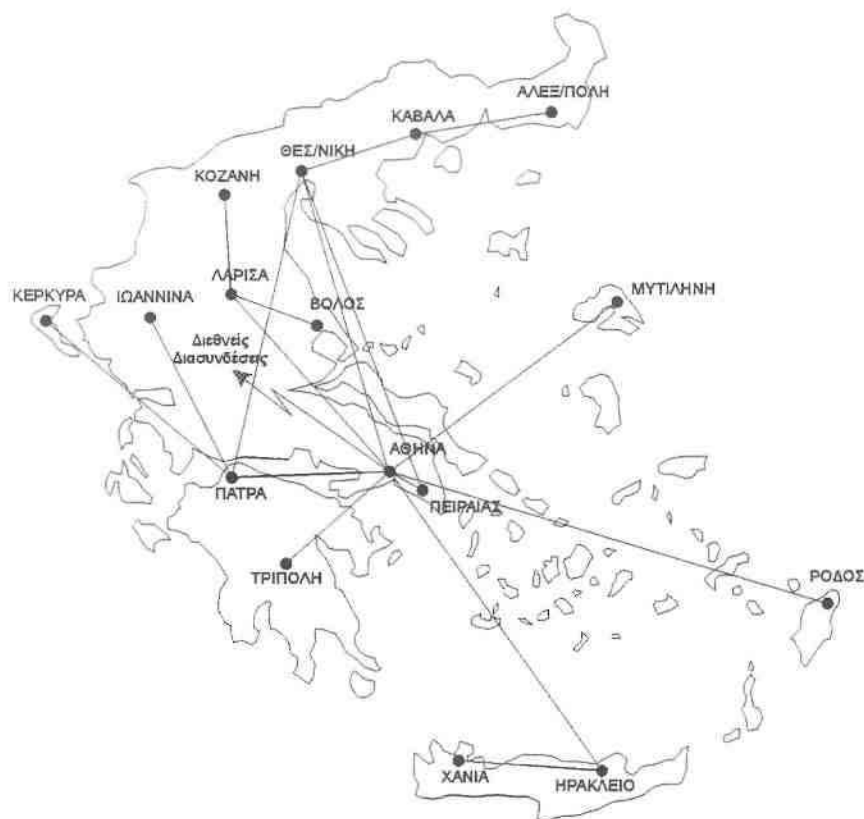 ΑΛΕΞ/ΠΟΛΗ
ΚΑΒΑΛΑ
ΘΕΣ/ΝΙΚΗ
ΚΟΖΑΝΗ
ΛΑΡΙΣΑ
ΒΟΛΟΣ
ΜΥΤΙΛΗΝΗ
ΚΕΡΚΥΡΑ
ΙΩΑΝΝΙΝΑ
Διεθνείς
Διασυνδέσεις
ΑΘΗΝΑ
ΠΑΤΡΑ
ΠΕΙΡΑΙΑΣ
ΤΡΙΠΟΛΗ
ΡΟΔΟΣ
ΧΑΝΙΑ
ΗΡΑΚΛΕΙΟ